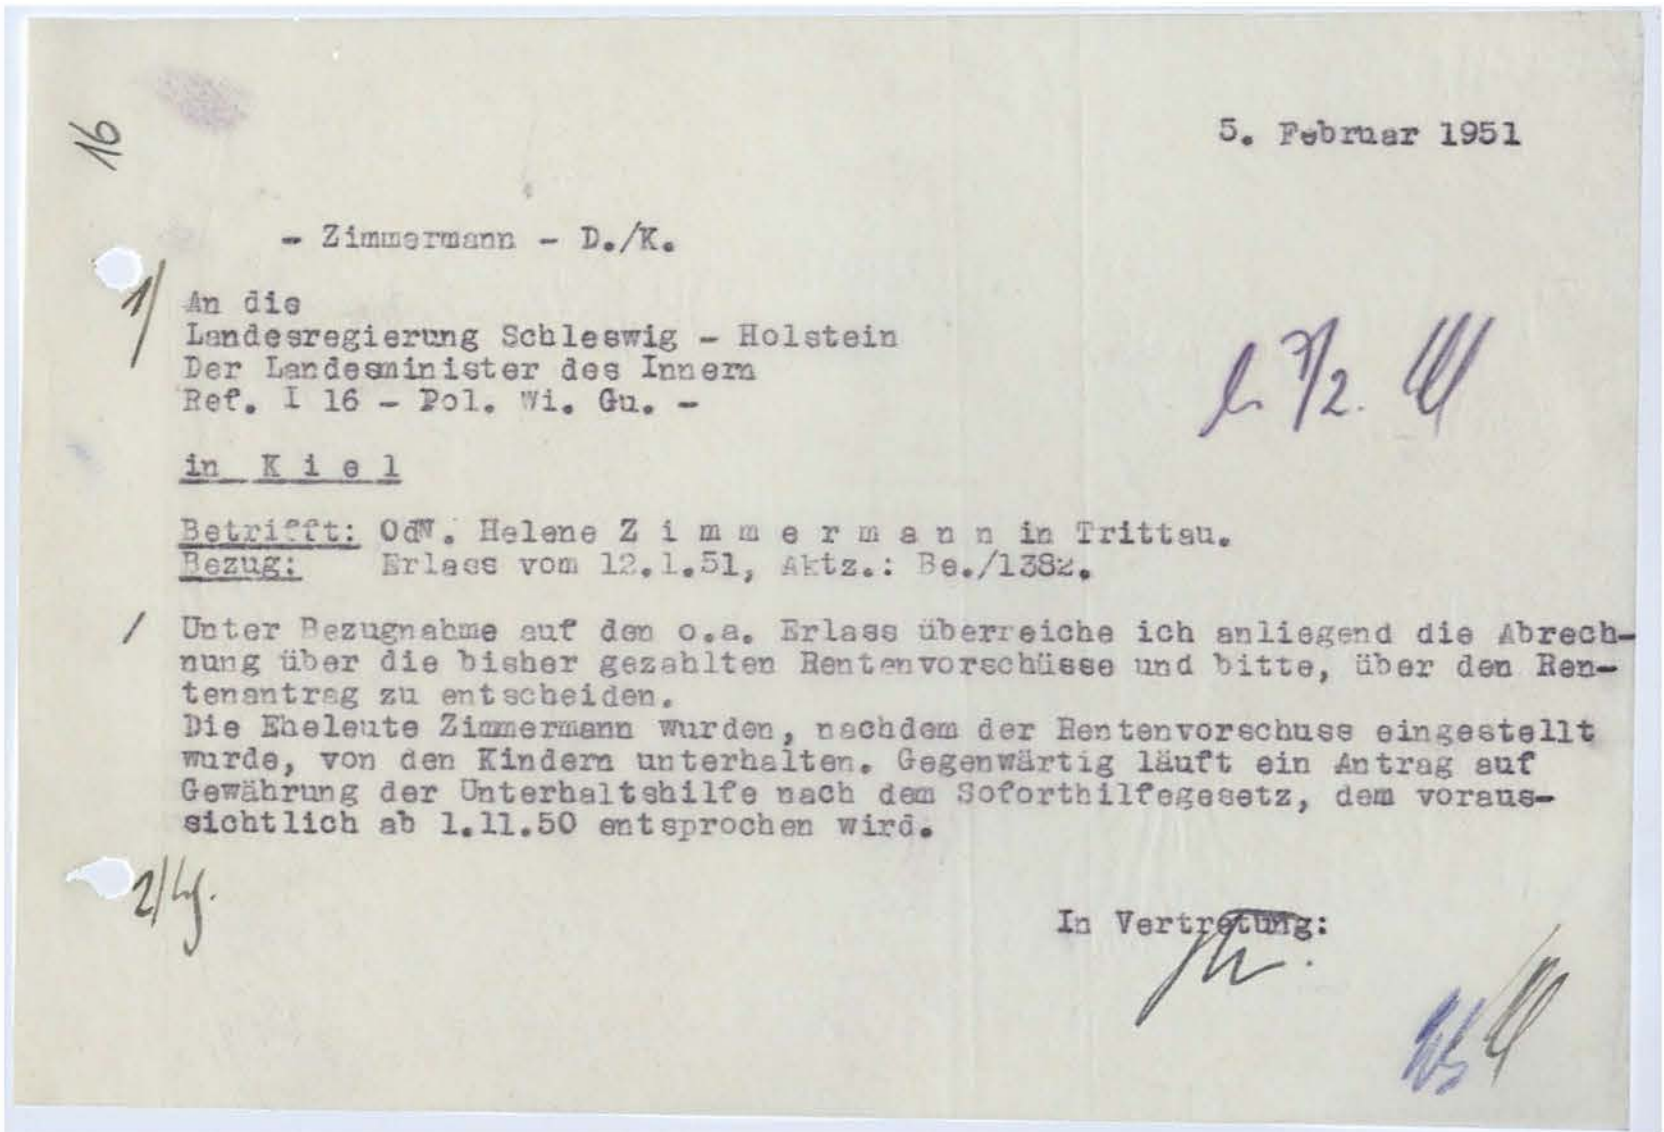 16
5. Februar 1951
- Zimmermann - D./K.
1/
An die
Landesregierung Schleswig - Holstein
Der Landesminister des Innern
Ref. I 16 - Pol. Wi. Gu. -
7/2.
in K i e l
Betrifft: OdN. Helene Z i m m e r m a n n in Trittau.
Bezug: Erlass vom 12.1.51, Aktz.: Be./1382.
/ Unter Bezugnahme auf den o.a. Erlass überreiche ich anliegend die Abrech-
nung über die bisher gezahlten Rentenvorschüsse und bitte, über den Ren-
tenantrag zu entscheiden.
Die Eheleute Zimmermann wurden, nachdem der Rentenvorschuss eingestellt
wurde, von den Kindern unterhalten. Gegenwärtig läuft ein Antrag auf
Gewährung der Unterhaltshilfe nach dem Soforthilfegesetz, dem voraus-
sichtlich ab 1.11.50 entsprochen wird.
2/
In Vertretung: